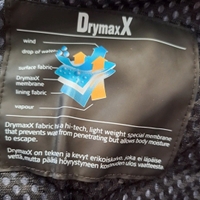 DrymaxX
wind
drop of water
surface fabric
DrymaxX
membrane
lining fabric
vapour
DrymaxX fabric is a hi-tech, light weight special membrane
that prevents water from penetrating but allows body moisture
to escape.
DrymaxX on teken ja kevyt erikoiskalvo, joka ei läpäise
vettä, mutta päästää höyrystyneen kosteuden ulos vaatteesta